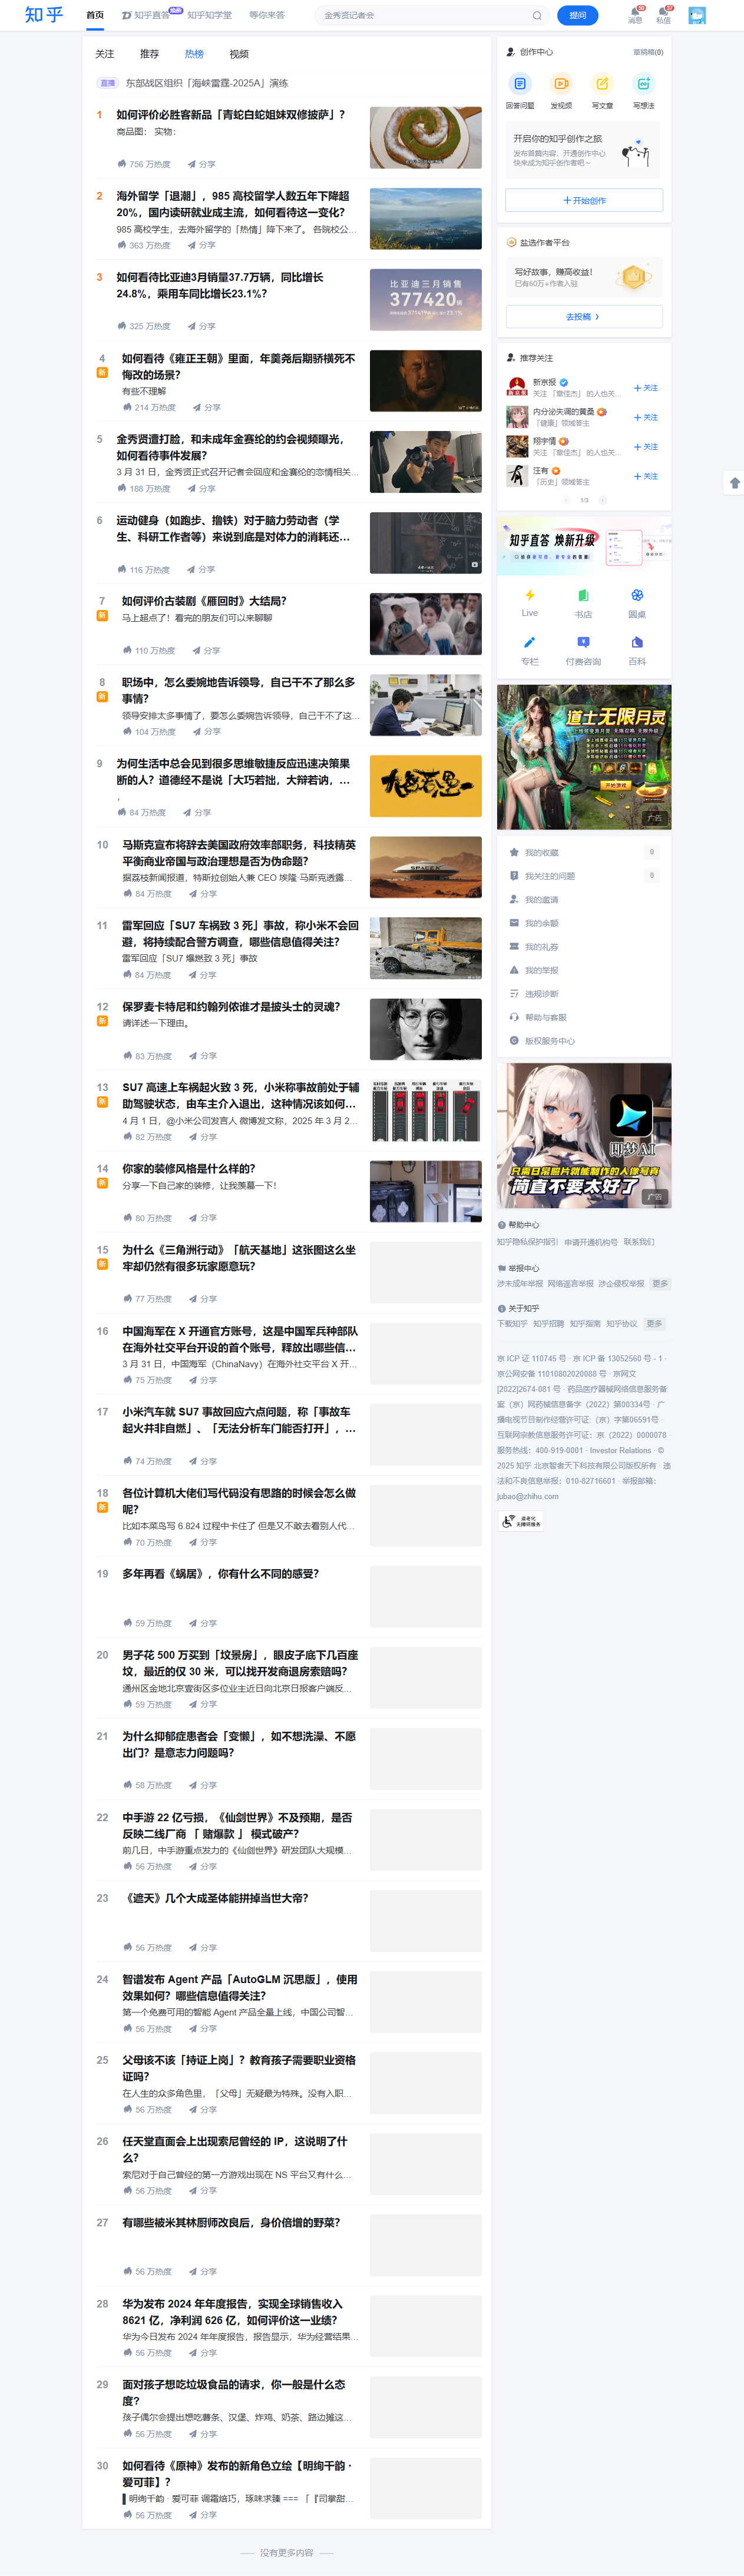 知乎
首页
知乎直答
知乎知学堂
等你来答
金秀贤记者会
提问
消息
私信
关注
推荐
热榜
视频
直播
东部战区组织「海峡雷霆-2025A」演练
1
如何评价必胜客新品「青蛇白蛇姐妹双修披萨」？
商品图： 实物:
756 万热度
分享
2
海外留学「退潮」，985 高校留学人数五年下降超
20%，国内读研就业成主流，如何看待这一变化？
985 高校学生，去海外留学的「热情」降下来了。 各院校公...
363 万热度
分享
3
如何看待比亚迪3月销量37.7万辆，同比增长
24.8%，乘用车同比增长23.1%？
比亚迪三月销售
377420辆
325 万热度
分享
4
新
如何看待《雍正王朝》里面，年羹尧后期骄横死不
悔改的场景？
有些不理解
214 万热度
分享
5
金秀贤遭打脸，和未成年金赛纶的约会视频曝光，
如何看待事件发展？
3 月 31 日，金秀贤正式召开记者会回应和金赛纶的恋情相关...
188 万热度
分享
6
运动健身（如跑步、撸铁）对于脑力劳动者（学
生、科研工作者等）来说到底是对体力的消耗还...
116 万热度
分享
7
新
如何评价古装剧《雁回时》大结局？
马上超点了！看完的朋友们可以来聊聊
110 万热度
分享
8
新
职场中，怎么委婉地告诉领导，自己干不了那么多
事情？
领导安排太多事情了，要怎么委婉告诉领导，自己干不了这...
104 万热度
分享
9
为何生活中总会见到很多思维敏捷反应迅速决策果
断的人？道德经不是说「大巧若拙，大辩若讷，...
，
84 万热度
分享
10
马斯克宣布将辞去美国政府效率部职务，科技精英
平衡商业帝国与政治理想是否为伪命题？
据荔枝新闻报道，特斯拉创始人兼 CEO 埃隆·马斯克透露...
SPACEX
84 万热度
分享
11
雷军回应「SU7 车祸致 3 死」事故，称小米不会回
避，将持续配合警方调查，哪些信息值得关注？
雷军回应「SU7 爆燃致 3 死」事故
84 万热度
分享
12
新
保罗麦卡特尼和约翰列侬谁才是披头士的灵魂？
请详述一下理由。
83 万热度
分享
13
新
SU7 高速上车祸起火致 3 死，小米称事故前处于辅
助驾驶状态，由车主介入退出，这种情况该如何...
4 月 1 日，@小米公司发言人 微博发文称，2025 年 3 月 2...
82 万热度
分享
14
新
你家的装修风格是什么样的？
分享一下自己家的装修，让我羡慕一下！
80 万热度
分享
15
新
为什么《三角洲行动》「航天基地」这张图这么坐
牢却仍然有很多玩家愿意玩？
77 万热度
分享
16
中国海军在 X 开通官方账号，这是中国军兵种部队
在海外社交平台开设的首个账号，释放出哪些信...
3 月 31 日，中国海军（ChinaNavy）在海外社交平台 X 开...
75 万热度
分享
17
小米汽车就 SU7 事故回应六点问题，称「事故车
起火并非自燃」、「无法分析车门能否打开」，...
74 万热度
分享
18
新
各位计算机大佬们写代码没有思路的时候会怎么做
呢？
比如本菜鸟写 6.824 过程中卡住了 但是又不敢去看别人代...
70 万热度
分享
19
多年再看《蜗居》，你有什么不同的感受？
59 万热度
分享
20
男子花 500 万买到「坟景房」，眼皮子底下几百座
坟，最近的仅 30 米，可以找开发商退房索赔吗？
通州区金地北京壹街区多位业主近日向北京日报客户端反...
59 万热度
分享
21
为什么抑郁症患者会「变懒」，如不想洗澡、不愿
出门？是意志力问题吗？
58 万热度
分享
22
中手游 22 亿亏损，《仙剑世界》不及预期，是否
反映二线厂商 「 赌爆款 」 模式破产？
前几日，中手游重点发力的《仙剑世界》研发团队大规模...
56 万热度
分享
23
《遮天》几个大成圣体能拼掉当世大帝？
56 万热度
分享
24
智谱发布 Agent 产品「AutoGLM 沉思版」，使用
效果如何？哪些信息值得关注？
第一个免费可用的智能 Agent 产品全量上线，中国公司智...
56 万热度
分享
25
父母该不该「持证上岗」？教育孩子需要职业资格
证吗？
在人生的众多角色里，「父母」无疑最为特殊。没有入职...
56 万热度
分享
26
任天堂直面会上出现索尼曾经的 IP，这说明了什
么？
索尼对于自己曾经的第一方游戏出现在 NS 平台又有什么...
56 万热度
分享
27
有哪些被米其林厨师改良后，身价倍增的野菜？
56 万热度
分享
28
华为发布 2024 年年度报告，实现全球销售收入
8621 亿，净利润 626 亿，如何评价这一业绩？
华为今日发布 2024 年年度报告，报告显示，华为经营结果...
56 万热度
分享
29
面对孩子想吃垃圾食品的请求，你一般是什么态
度？
孩子偶尔会提出想吃薯条、汉堡、炸鸡、奶茶、路边摊这...
56 万热度
分享
30
如何看待《原神》发布的新角色立绘【明绚千韵 ·
爱可菲】？
▌明绚千韵 · 爱可菲 调霜焙巧，琢味求臻 === 「『司掌甜...
56 万热度
分享
没有更多内容
创作中心
草稿箱(0)
回答问题
发视频
写文章
写想法
开启你的知乎创作之旅
发布首篇内容，开通创作中心
快来成为知乎创作者吧～
开始创作
盐选作者平台
写好故事，赚高收益！
已有60万+作者入驻
去投稿
推荐关注
新京报
关注 「章佳杰」 的人也关...
关注
内分泌失调的黄桑
「健康」领域答主
关注
翔宇情
关注 「章佳杰」 的人也关...
关注
汪有
「历史」领域答主
关注
1/3
知乎直答 焕新升级
Live
书店
圆桌
专栏
付费咨询
百科
道士无限月灵
开始游戏
广告
我的收藏
0
我关注的问题
0
我的邀请
我的余额
我的礼券
我的举报
违规诊断
帮助与客服
版权服务中心
即梦AI
只需日常照片就能制作的人像写真
简直不要太好了
广告
帮助中心
知乎隐私保护指引 申请开通机构号 联系我们
举报中心
涉未成年举报 网络谣言举报 涉企侵权举报 更多
关于知乎
下载知乎 知乎招聘 知乎指南 知乎协议 更多
京 ICP 证 110745 号 · 京 ICP 备 13052560 号 - 1 ·
京公网安备 11010802020088 号 · 京网文
[2022]2674-081 号 · 药品医疗器械网络信息服务备
案（京）网药械信息备字（2022）第00334号 · 广
播电视节目制作经营许可证:（京）字第06591号 ·
互联网宗教信息服务许可证：京（2022）0000078 ·
服务热线：400-919-0001 · Investor Relations · ©
2025 知乎 北京智者天下科技有限公司版权所有 · 违
法和不良信息举报：010-82716601 · 举报邮箱：
jubao@zhihu.com
适老化
无障碍服务